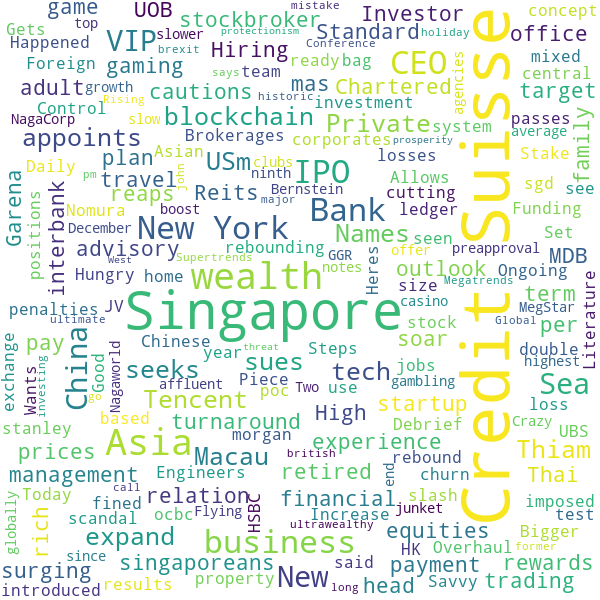 game
UOB
stockbroker
Investor
concept
mistake
top
brexit
slower
protectionism
Conference
holiday
Gets
Happened
VIP
Hiring
Standard
CEO
office
Foreign
gaming
ready
bag
says
team
mixed
central
adult
growth
Rising
cautions
mas
Chartered
agencies
target
NagaCorp
Control
slow
historic
investment
passes
average
appoints
blockchain
Private
system
family
Brokerages
corporates
Stake
Daily
plan
Asian
USm
clubs
ninth
losses
sgd
see
pm
travel
john
IPO
Bernstein
Allows
cutting
Funding
Garena
positions
Nomura
reaps
Reits
major
prosperity
ledger
Set
December
boost
interbank
New York
Bank
Names
seen
preapproval
West
Supertrends
GGR
rebounding
advisory
Hungry
home
wealth
notes
offer
Heres
outlook
Ongoing
MDB
Megatrends
size
casino
term
MegStar
penalties
JV
Singapore
stock
per
Global
Literature
ultimate
China
Chinese
year
Steps
soar
double
highest
exchange
pay
Nagaworld
seeks
sues
tech
jobs
gambling
Sea
Wants
investing
Good
affluent
Piece
Two
use
go
Tencent
poc
High
startup
loss
stanley
based
turnaround
Debrief
Crazy
UBS
threat
prices
Asia
morgan
experience
Thiam
Macau
british
rebound
management
Engineers
retired
end
churn
Thai
Today
call
relation
financial
slash
imposed
globally
rich
fined
Flying
HSBC
Increase
junket
test
scandal
ocbc
ultrawealthy
equities
Bigger
since
expand
business
HK
Overhaul
former
singaporeans
property
said
payment
Savvy
rewards
surging
New
head
trading
introduced
results
long
Credit Suisse